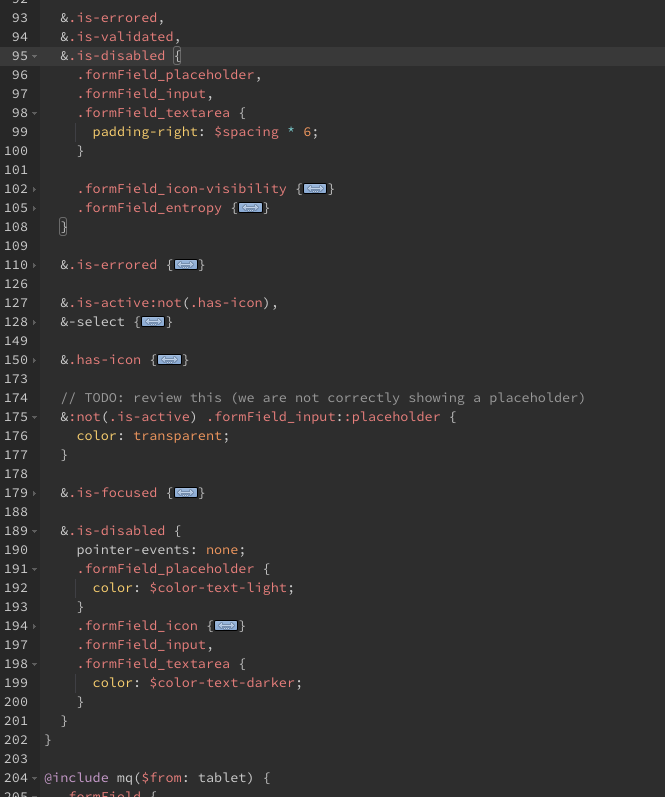 92
93 &.is-errored,
94 &.is-validated,
95 &.is-disabled {
96 .formField_placeholder,
97 .formField_input,
98 .formField_textarea {
99 padding-right: $spacing * 6;
100 }
101
102 .formField_icon-visibility {↔}
105 .formField_entropy {↔}
108 }
109
110 &.is-errored {↔}
126
127 &.is-active:not(.has-icon),
128 &-select {↔}
149
150 &.has-icon {↔}
173
174 // TODO: review this (we are not correctly showing a placeholder)
175 &:not(.is-active) .formField_input::placeholder {
176 color: transparent;
177 }
178
179 &.is-focused {↔}
188
189 &.is-disabled {
190 pointer-events: none;
191 .formField_placeholder {
192 color: $color-text-light;
193 }
194 .formField_icon {↔}
197 .formField_input,
198 .formField_textarea {
199 color: $color-text-darker;
200 }
201 }
202 }
203
204 @include mq($from: tablet) {
205 .formField {